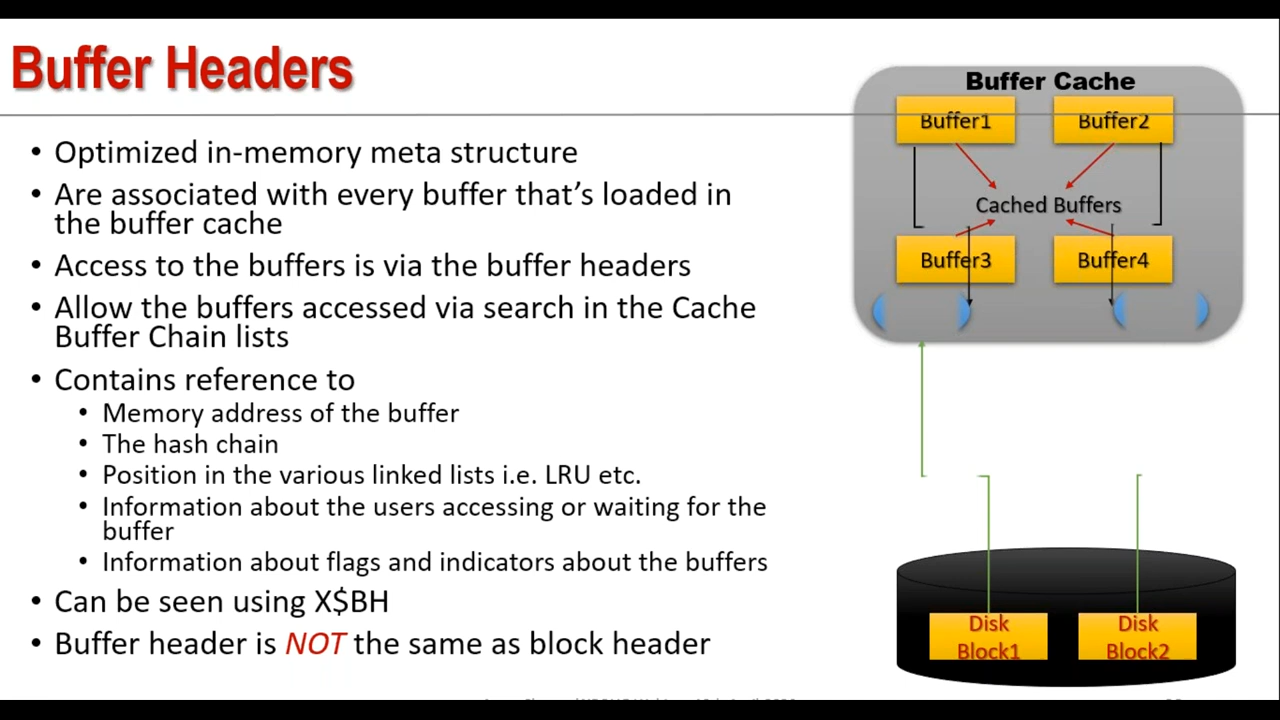 Buffer Headers
• Optimized in-memory meta structure
• Are associated with every buffer that's loaded in
the buffer cache
• Access to the buffers is via the buffer headers
• Allow the buffers accessed via search in the Cache
Buffer Chain lists
• Contains reference to
• Memory address of the buffer
• The hash chain
• Position in the various linked lists i.e. LRU etc.
• Information about the users accessing or waiting for the
buffer
• Information about flags and indicators about the buffers
• Can be seen using X$BH
• Buffer header is NOT the same as block header
Buffer Cache
Buffer1
Buffer2
Cached Buffers
Buffer3
Buffer4
Disk
Block1
Disk
Block2